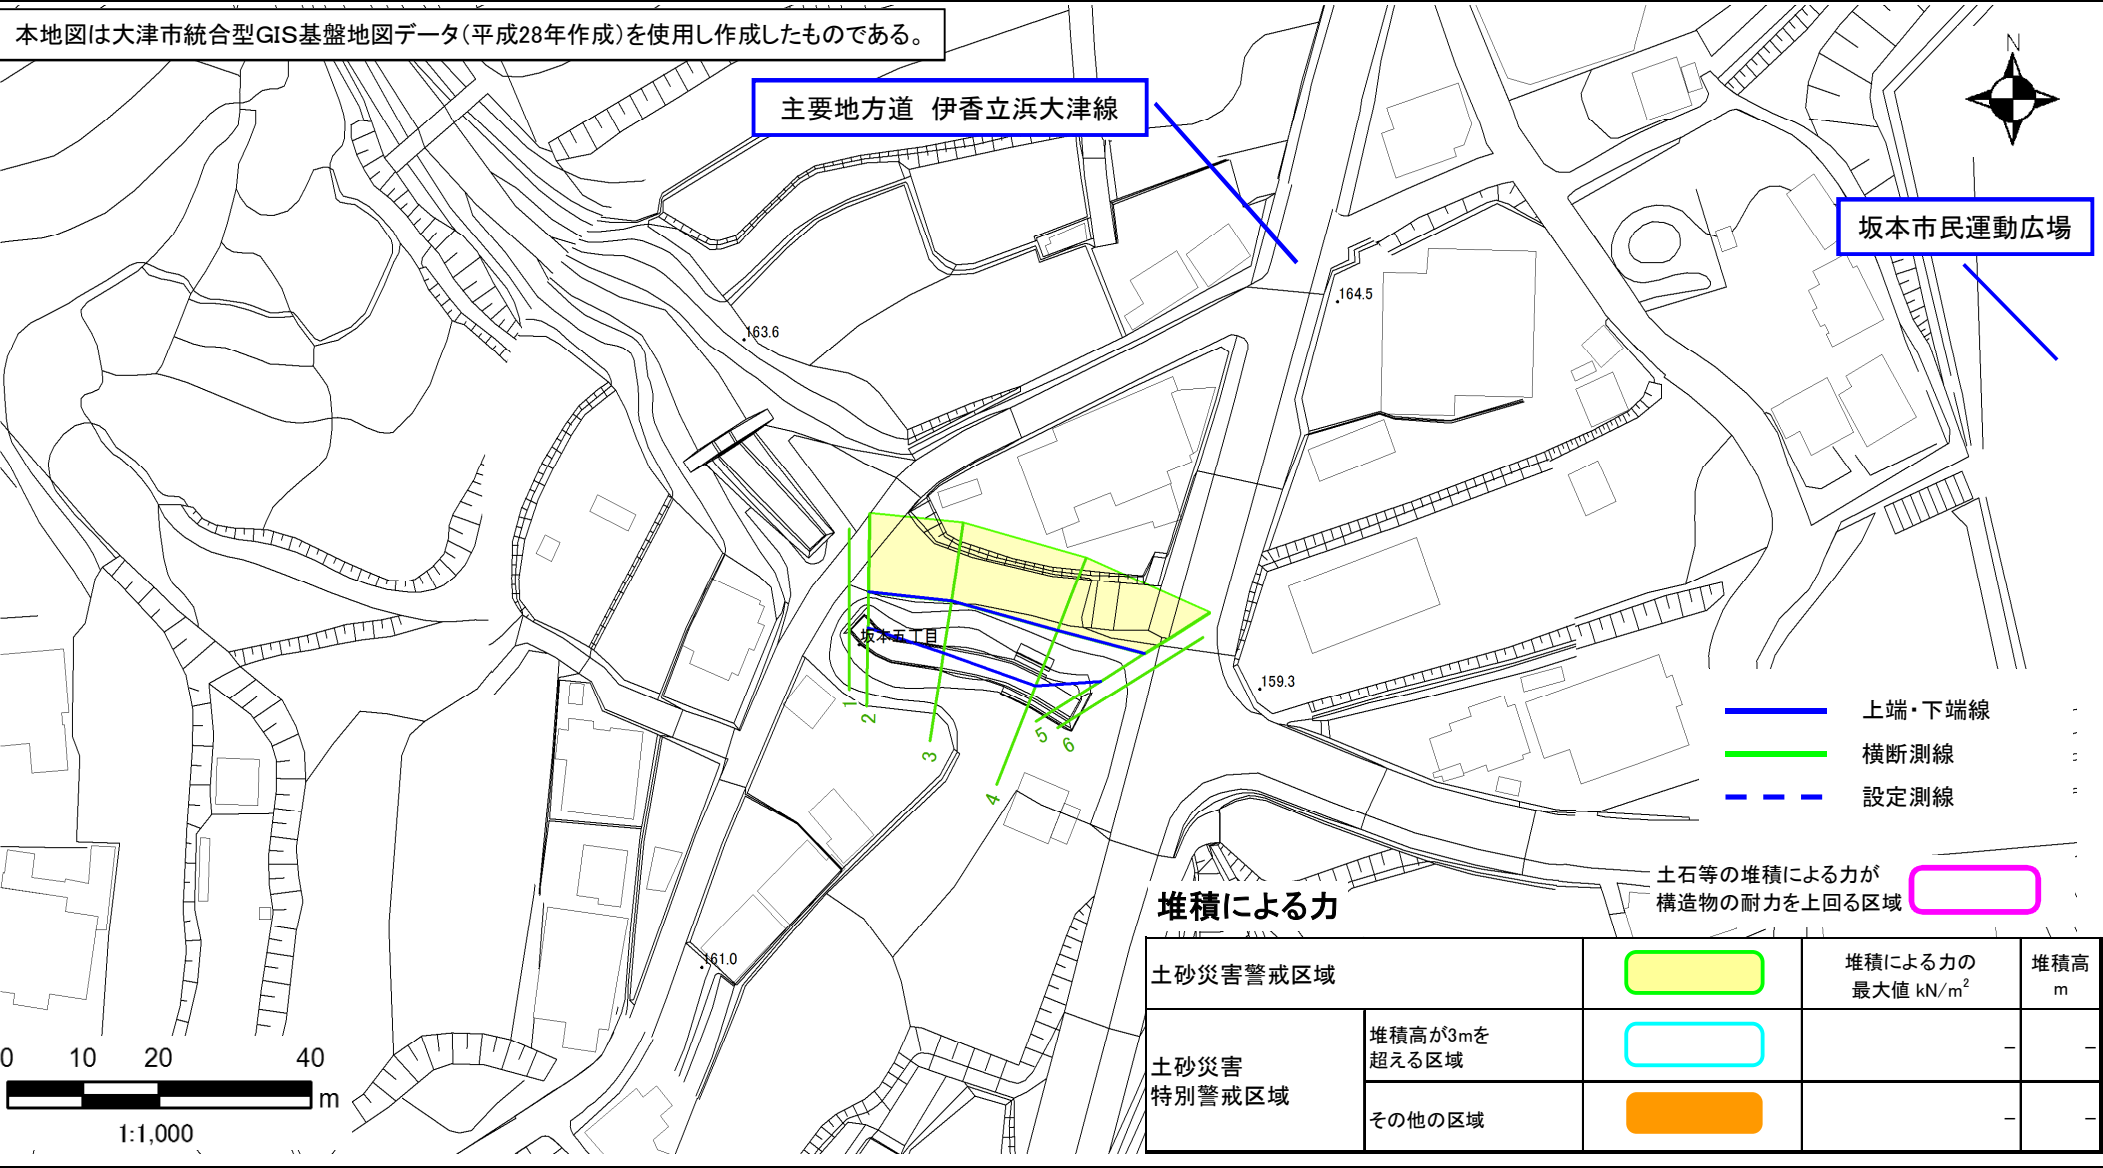 本地図は大津市統合型GIS基盤地図データ(平成28年作成)を使用し作成したものである。
N
主要地方道 伊香立浜大津線
坂本市民運動広場
164.5
163.6
坂本五丁目
159.3
1
2
3
4
5
6
161.0
上端・下端線
横断測線
設定測線
土石等の堆積による力が
構造物の耐力を上回る区域
堆積による力
土砂災害警戒区域
堆積による力の
最大値 kN/m²
堆積高
m
土砂災害
特別警戒区域
堆積高が3mを
超える区域
－ －
その他の区域
－ －
0 10 20 40
m
1:1,000